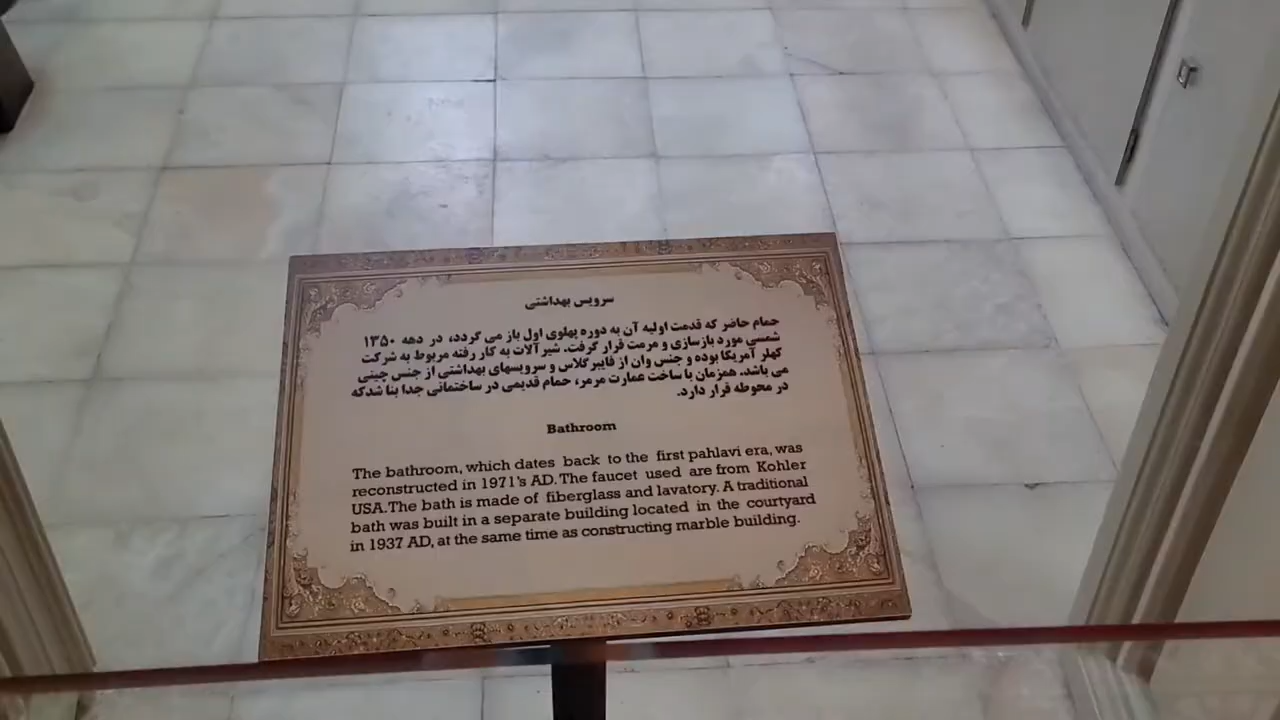 سرویس بهداشتی
حمام حاضر که قدمت اولیه آن به دوره پهلوی اول باز می گردد، در دهه ۱۳۵۰
شمسی مورد بازسازی و مرمت قرار گرفت. شیرآلات به کار رفته مربوط به شرکت
کهلر آمریکا بوده و جنس وان از فایبرگلاس و سرویسهای بهداشتی از جنس چینی
می باشد. همزمان با ساخت عمارت مرمر، حمام قدیمی در ساختمانی جدا بنا شدکه
در محوطه قرار دارد.
Bathroom
The bathroom, which dates back to the first pahlavi era, was
reconstructed in 1971's AD. The faucet used are from Kohler
USA. The bath is made of fiberglass and lavatory. A traditional
bath was built in a separate building located in the courtyard
in 1937 AD, at the same time as constructing marble building.